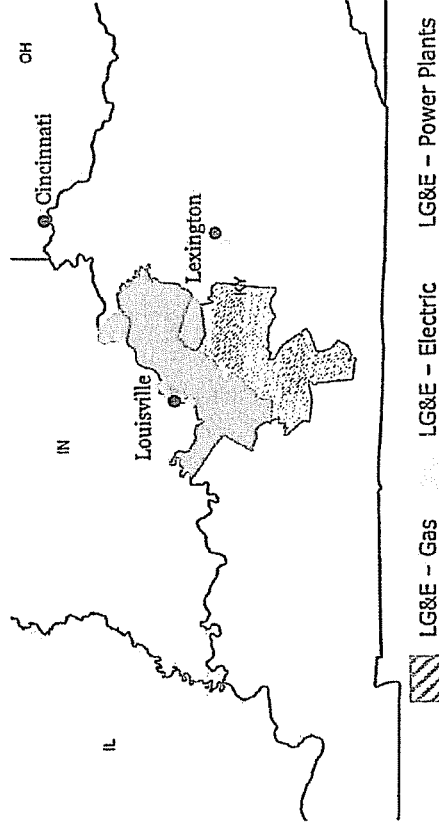 OH
Cincinnati
IN
Louisville
Lexington
KY
IL
LG&E – Gas
LG&E – Electric
LG&E – Power Plants